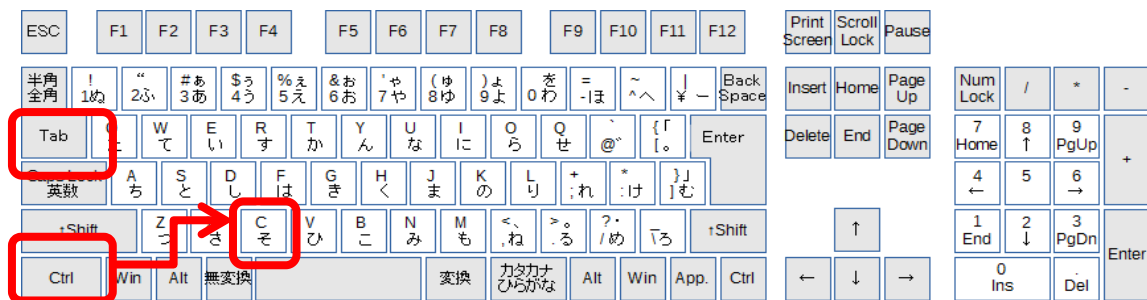 ESC F1 F2 F3 F4 F5 F6 F7 F8 F9 F10 F11 F12 Print Screen Scroll Lock Pause
半角 全角 ! 1ぬ “ 2ふ #ぁ 3あ $ぅ 4う %ぇ 5え &ぉ 6お 'ゃ 7や (ゅ 8ゆ )ょ 9よ を 0わ = -ほ ~ ^へ | ¥ ー Back Space Insert Home Page Up Num Lock / * -
Tab W て E い R す T か Y ん U な I に O ら Q せ ` @゛ {「 [。 Enter Delete End Page Down 7 Home 8 ↑ 9 PgUp +
Caps Lock 英数 A ち S と D し F は G き H く J ま K の L り + ;れ * :け }」 ]む 4 ← 5 6 →
↑Shift Z つ さ C そ V ひ B こ N み M も <、 ,ね >。 .る ?・ /め \ろ ↑Shift ↑ 1 End 2 ↓ 3 PgDn Enter
Ctrl Win Alt 無変換 変換 カタカナ ひらがな Alt Win App. Ctrl ← ↓ → 0 Ins . Del